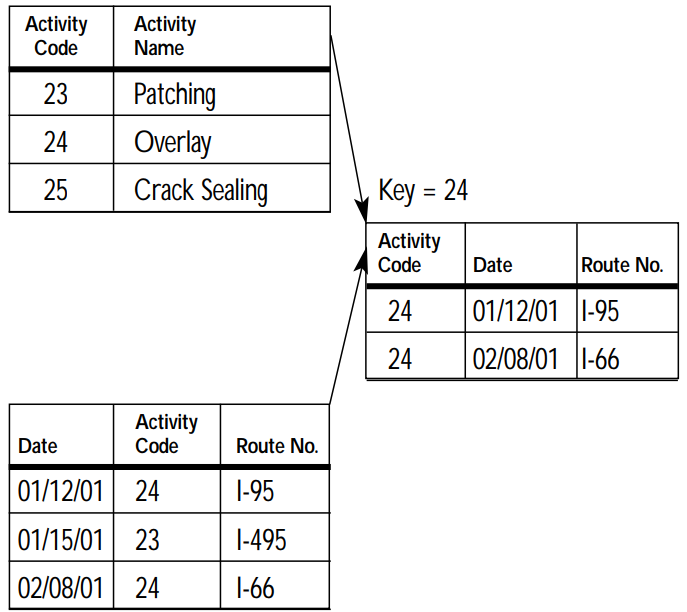 Activity Code Activity Name
23 Patching
24 Overlay
25 Crack Sealing
Key = 24
Activity Code Date Route No.
24 01/12/01 I-95
24 02/08/01 I-66
Date Activity Code Route No.
01/12/01 24 I-95
01/15/01 23 I-495
02/08/01 24 I-66